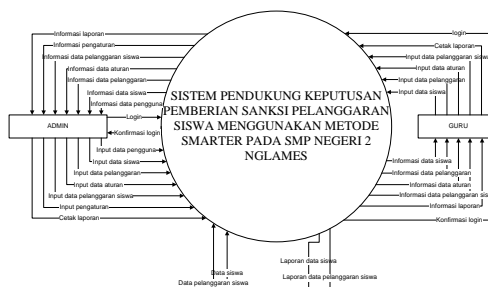 Informasi laporan
Informasi pengaturan
Informasi data pelanggaran siswa
Informasi data aturan
Informasi data pelanggaran
Informasi data siswa
Informasi data pengguna
ADMIN
Login
Konfirmasi login
Input data pengguna
Input data siswa
Input data pelanggaran
Input data aturan
Input data pelanggaran siswa
Input pengaturan
Cetak laporan
SISTEM PENDUKUNG KEPUTUSAN
PEMBERIAN SANKSI PELANGGARAN
SISWA MENGGUNAKAN METODE
SMARTER PADA SMP NEGERI 2
NGLAMES
login
Cetak laporan
Input data pelanggaran siswa
Input data aturan
Input data pelanggaran
Input data siswa
GURU
Informasi data siswa
Informasi data pelanggaran
Informasi data aturan
Informasi data pelanggaran sis
Informasi laporan
Konfirmasi login
Data siswa
Data pelanggaran siswa
Laporan data siswa
Laporan data pelanggaran siswa